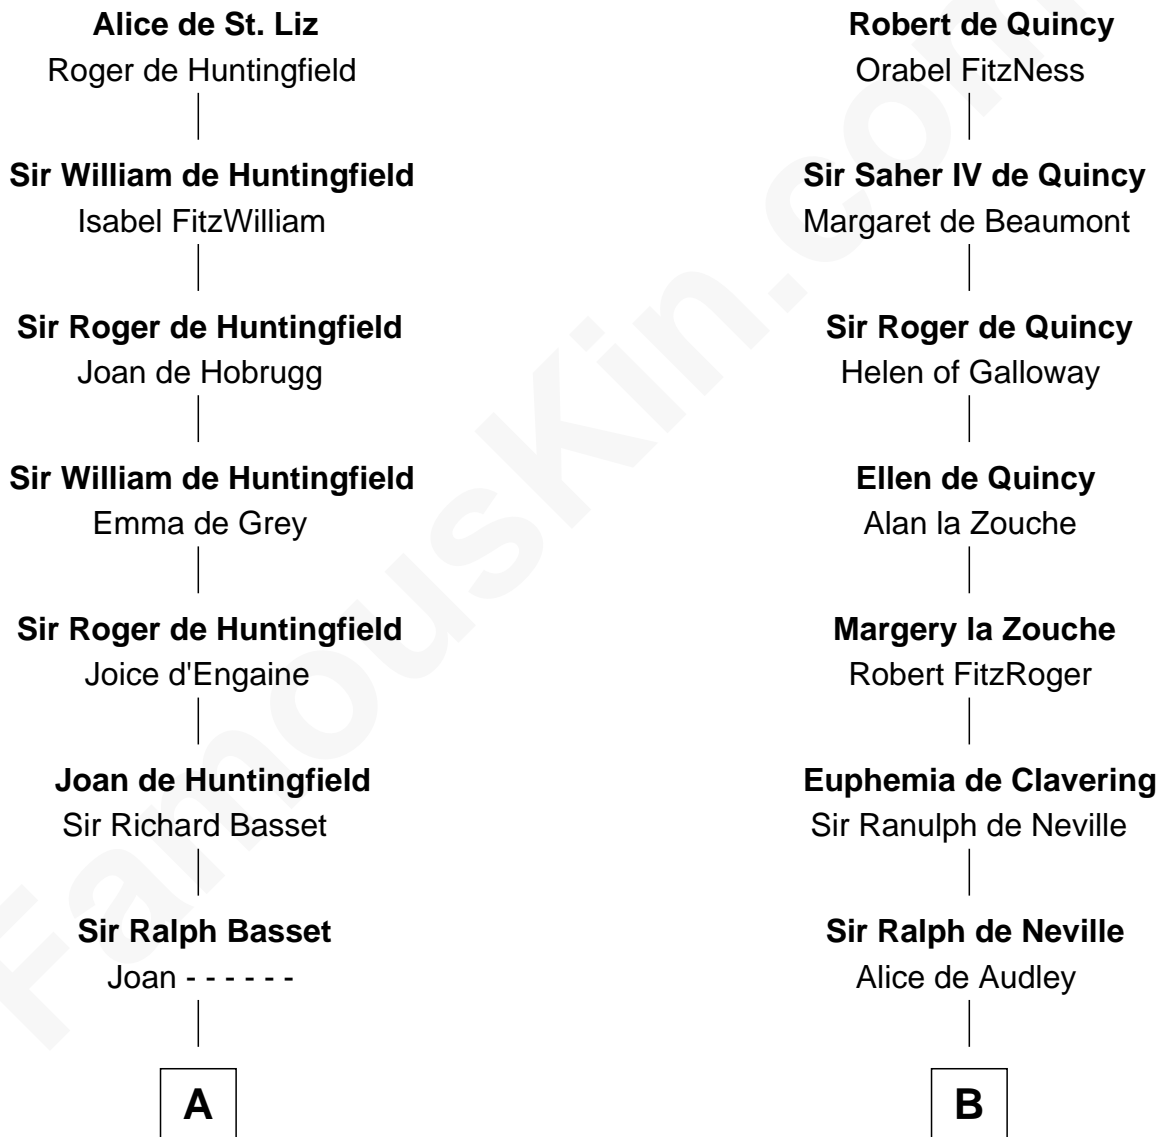 Alice de St. Liz
Roger de Huntingfield
Sir William de Huntingfield
Isabel FitzWilliam
Sir Roger de Huntingfield
Joan de Hobrugg
Sir William de Huntingfield
Emma de Grey
Sir Roger de Huntingfield
Joice d'Engaine
Joan de Huntingfield
Sir Richard Basset
Sir Ralph Basset
Joan - - - - - -
A
Robert de Quincy
Orabel FitzNess
Sir Saher IV de Quincy
Margaret de Beaumont
Sir Roger de Quincy
Helen of Galloway
Ellen de Quincy
Alan la Zouche
Margery la Zouche
Robert FitzRoger
Euphemia de Clavering
Sir Ranulph de Neville
Sir Ralph de Neville
Alice de Audley
B
FamousKin.com